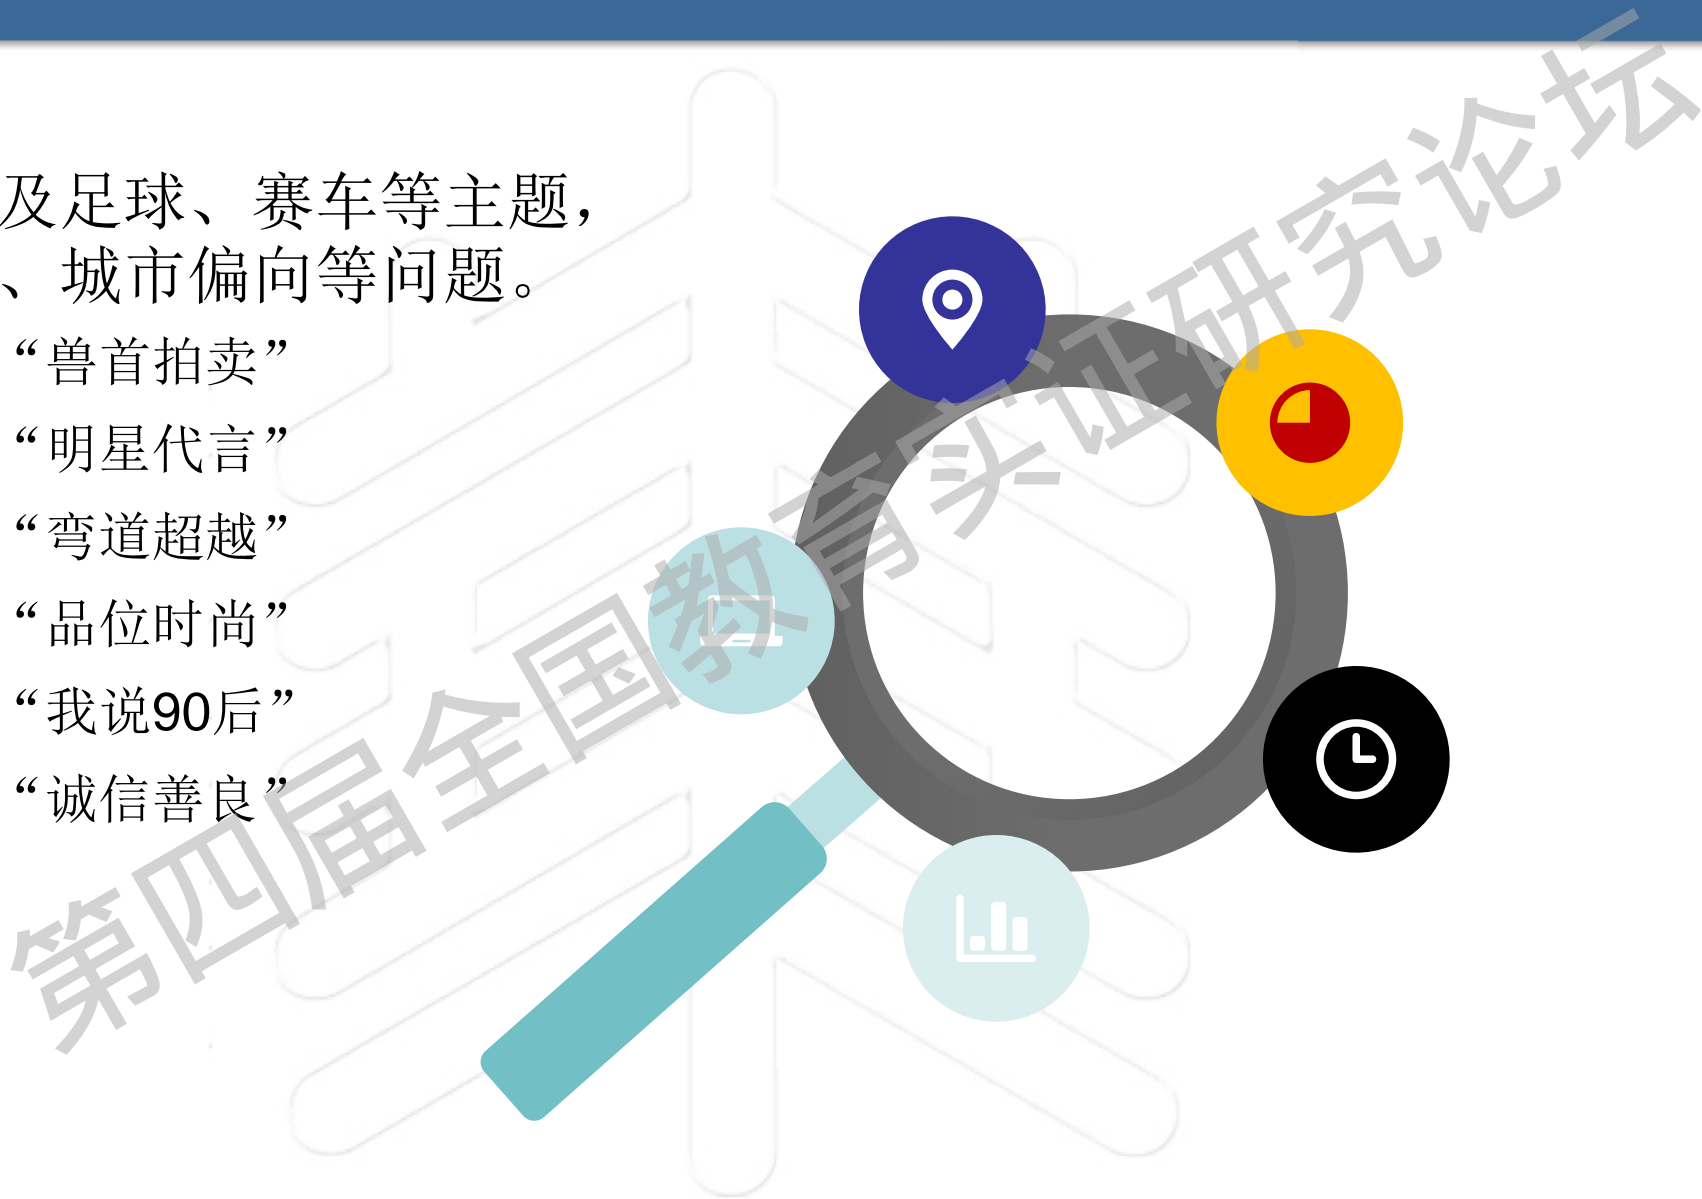 及足球、赛车等主题，
、城市偏向等问题。
“兽首拍卖”
“明星代言”
“弯道超越”
“品位时尚”
“我说90后”
“诚信善良”
第四届全国教育实证研究论坛